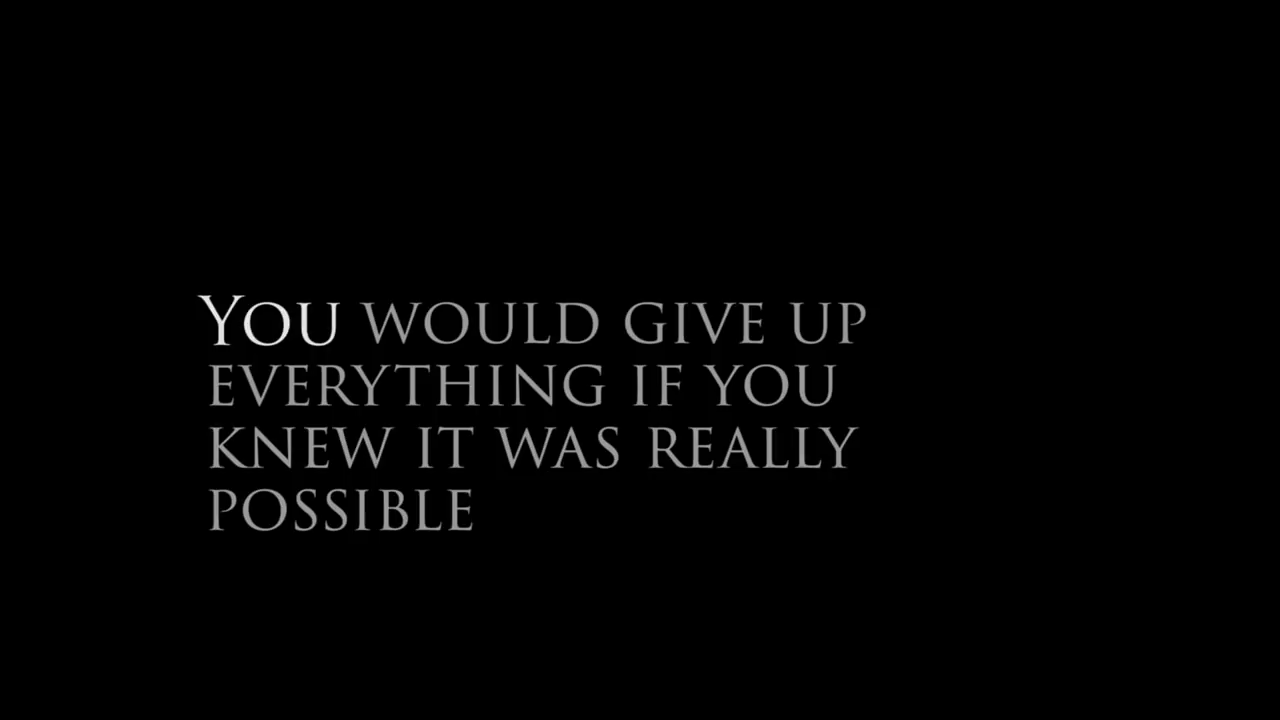 You would give up
everything if you
knew it was really
possible